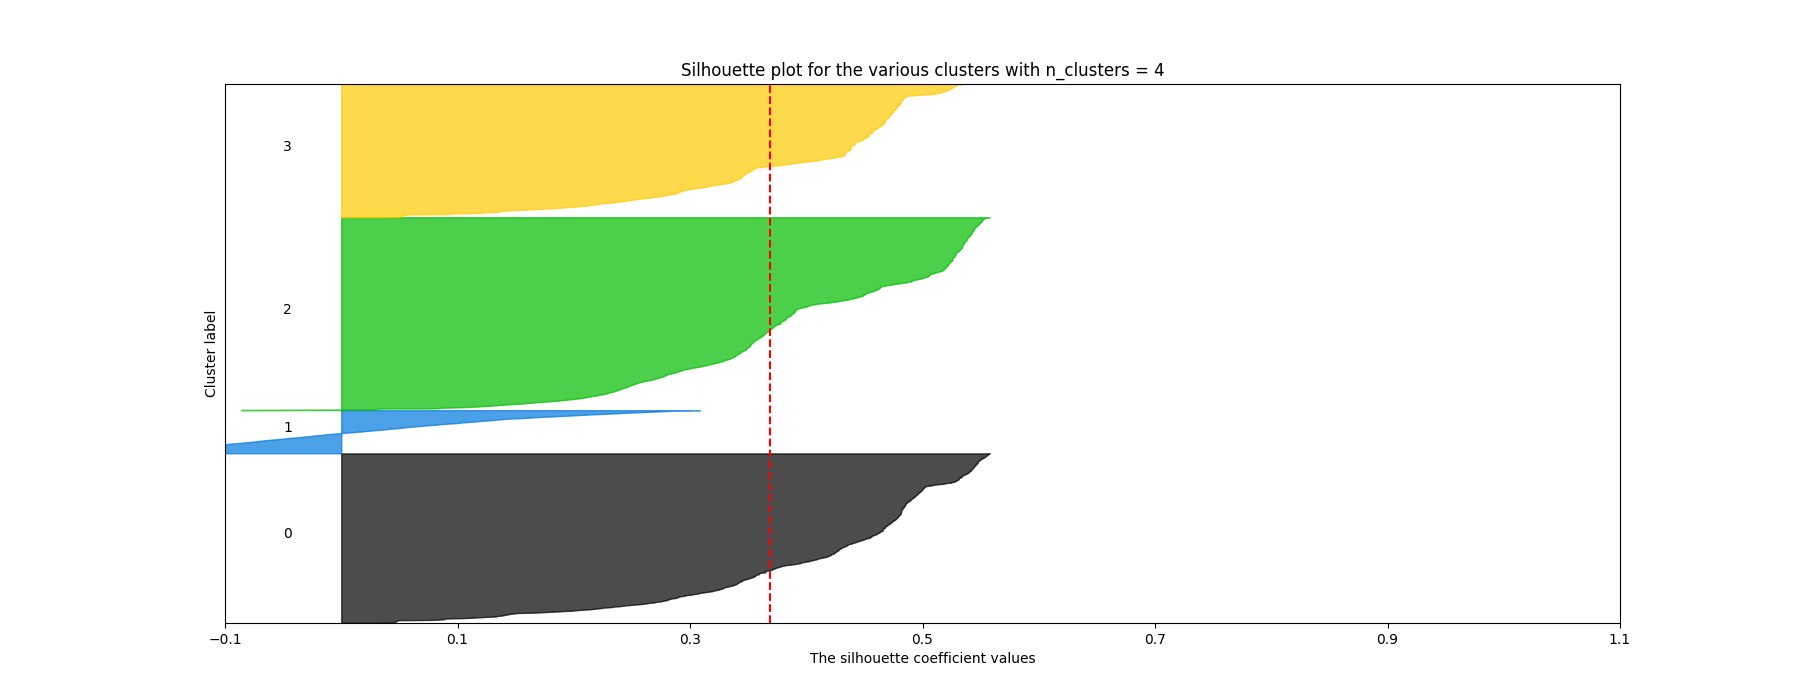 Silhouette plot for the various clusters with n_clusters = 4
Cluster label
3
2
1
0
−0.1 0.1 0.3 0.5 0.7 0.9 1.1
The silhouette coefficient values